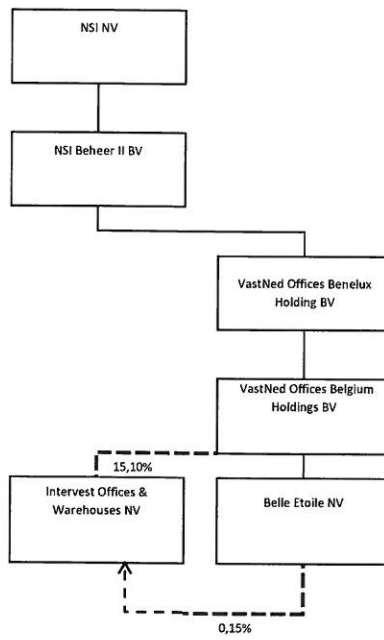 NSI NV
NSI Beheer II BV
VastNed Offices Benelux
Holding BV
VastNed Offices Belgium
Holdings BV
15,10%
Intervest Offices &
Warehouses NV
Belle Etoile NV
0,15%